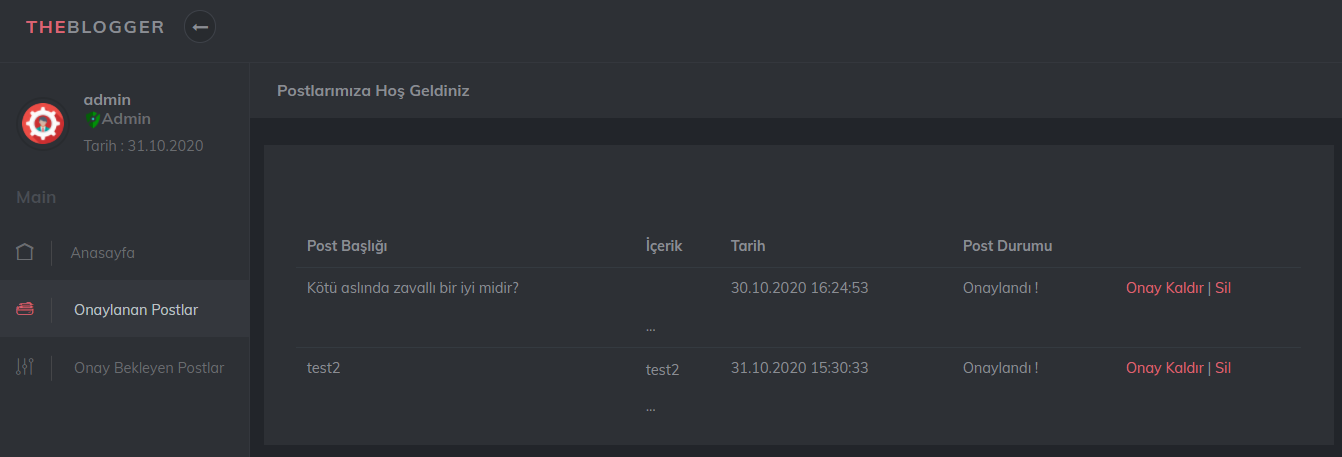 THEBLOGGER
admin
Admin
Tarih : 31.10.2020
Main
Anasayfa
Onaylanan Postlar
Onay Bekleyen Postlar
Postlarımıza Hoş Geldiniz
Post Başlığı İçerik Tarih Post Durumu
Kötü aslında zavallı bir iyi midir? 30.10.2020 16:24:53 Onaylandı ! Onay Kaldır | Sil
...
test2 test2 31.10.2020 15:30:33 Onaylandı ! Onay Kaldır | Sil
...